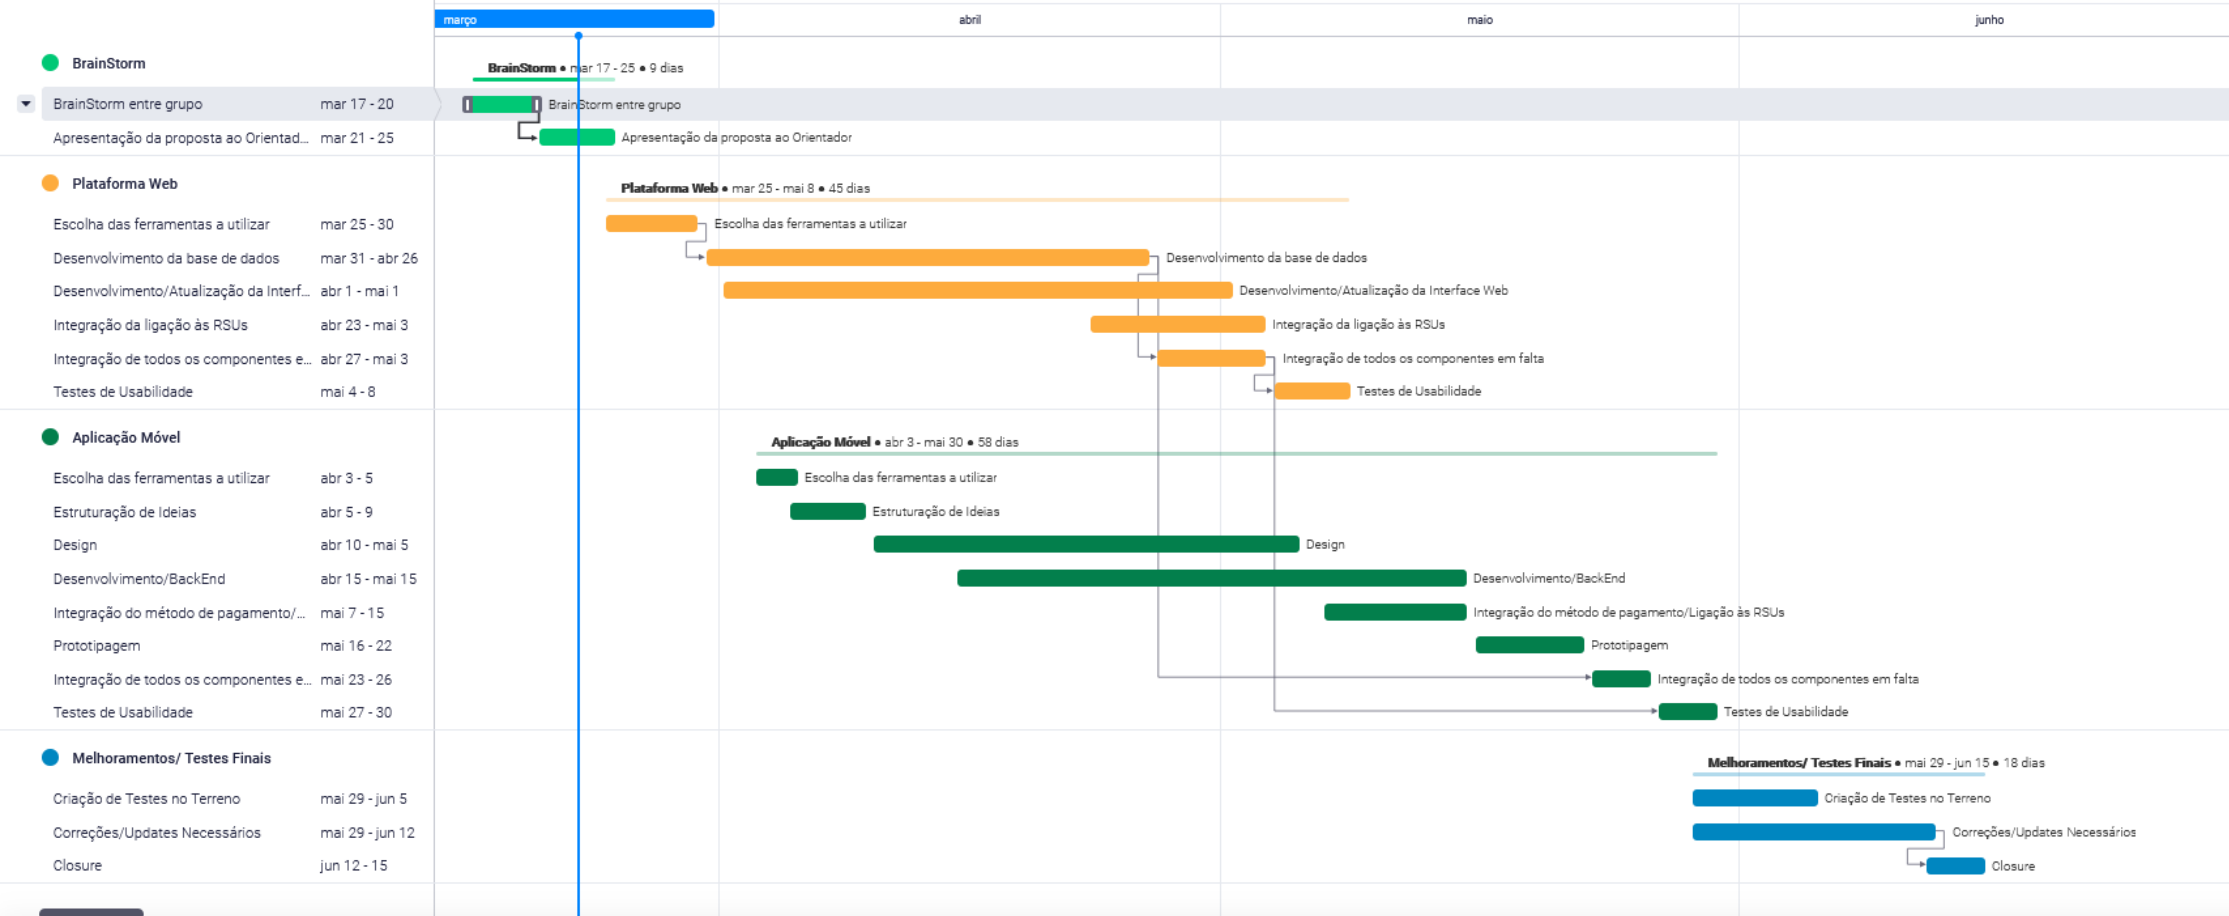 março abril maio junho
BrainStorm
BrainStorm • mar 17 - 25 • 9 dias
BrainStorm entre grupo mar 17 - 20 BrainStorm entre grupo
Apresentação da proposta ao Orientad... mar 21 - 25 Apresentação da proposta ao Orientador
Plataforma Web
Plataforma Web • mar 25 - mai 8 • 45 dias
Escolha das ferramentas a utilizar mar 25 - 30 Escolha das ferramentas a utilizar
Desenvolvimento da base de dados mar 31 - abr 26 Desenvolvimento da base de dados
Desenvolvimento/Atualização da Interf... abr 1 - mai 1 Desenvolvimento/Atualização da Interface Web
Integração da ligação às RSUs abr 23 - mai 3 Integração da ligação às RSUs
Integração de todos os componentes e... abr 27 - mai 3 Integração de todos os componentes em falta
Testes de Usabilidade mai 4 - 8 Testes de Usabilidade
Aplicação Móvel
Aplicação Móvel • abr 3 - mai 30 • 58 dias
Escolha das ferramentas a utilizar abr 3 - 5 Escolha das ferramentas a utilizar
Estruturação de Ideias abr 5 - 9 Estruturação de Ideias
Design abr 10 - mai 5 Design
Desenvolvimento/BackEnd abr 15 - mai 15 Desenvolvimento/BackEnd
Integração do método de pagamento/... mai 7 - 15 Integração do método de pagamento/Ligação às RSUs
Prototipagem mai 16 - 22 Prototipagem
Integração de todos os componentes e... mai 23 - 26 Integração de todos os componentes em falta
Testes de Usabilidade mai 27 - 30 Testes de Usabilidade
Melhoramentos/ Testes Finais
Melhoramentos/ Testes Finais • mai 29 - jun 15 • 18 dias
Criação de Testes no Terreno mai 29 - jun 5 Criação de Testes no Terreno
Correções/Updates Necessários mai 29 - jun 12 Correções/Updates Necessários
Closure jun 12 - 15 Closure